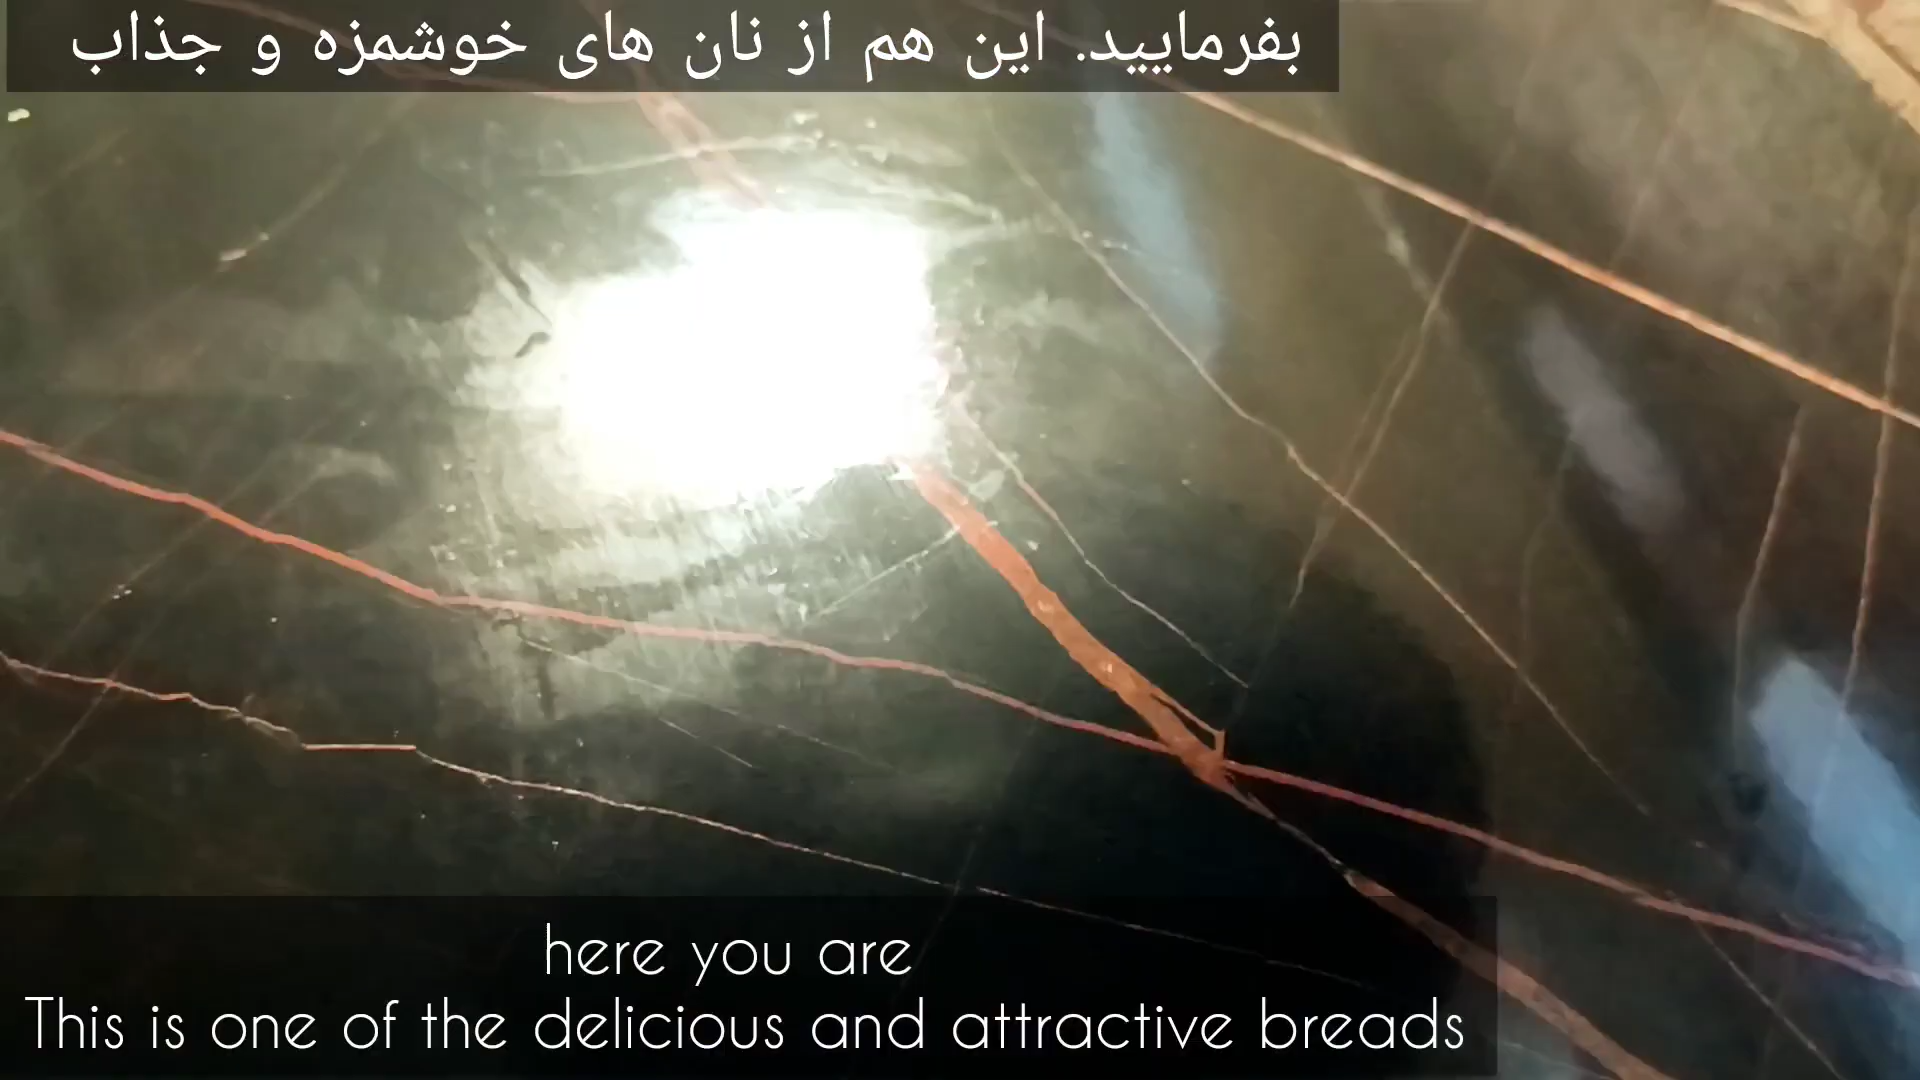 بفرمایید. این هم از نان های خوشمزه و جذاب
here you are
This is one of the delicious and attractive breads